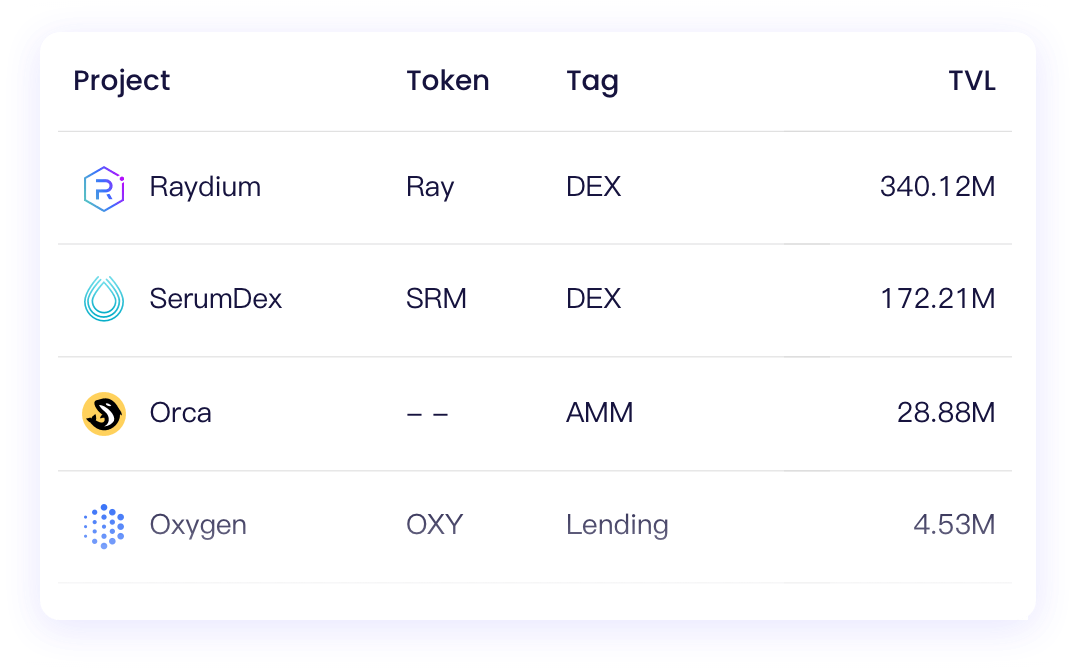 Project Token Tag TVL
Raydium Ray DEX 340.12M
SerumDex SRM DEX 172.21M
Orca – – AMM 28.88M
Oxygen OXY Lending 4.53M